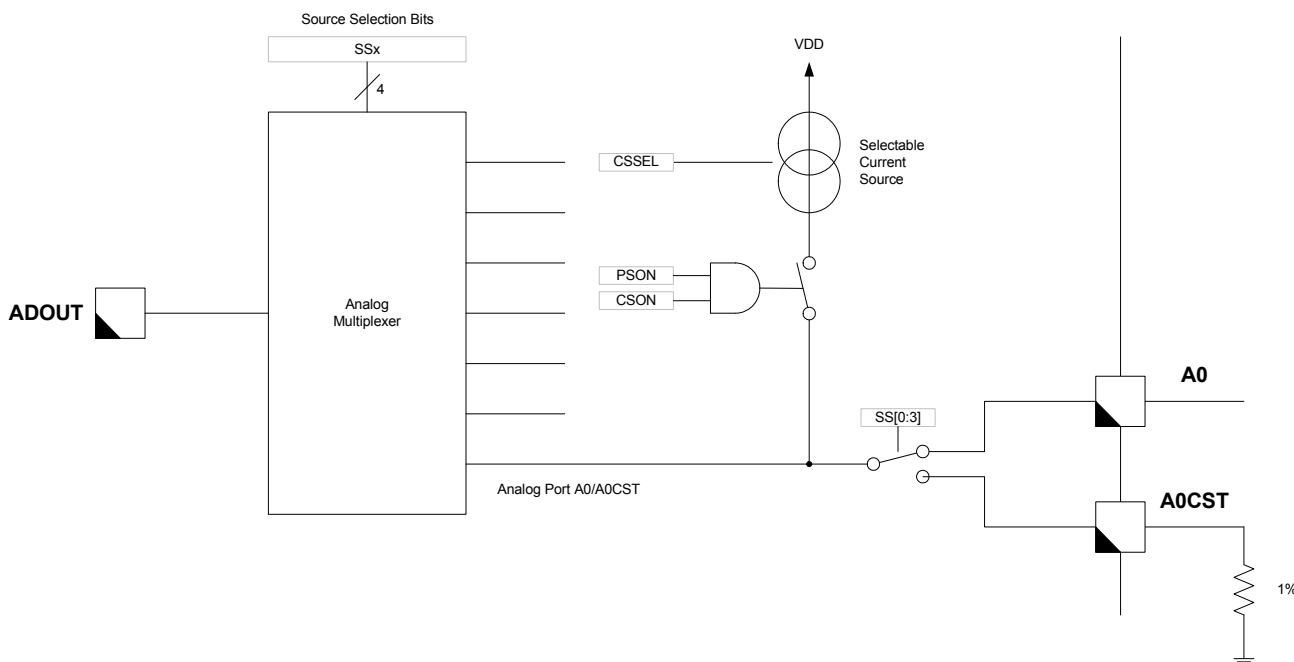 Source Selection Bits
SSx
4
VDD
CSSEL
Selectable
Current
Source
PSON
CSON
ADOUT
Analog
Multiplexer
A0
SS[0:3]
Analog Port A0/A0CST
A0CST
1%